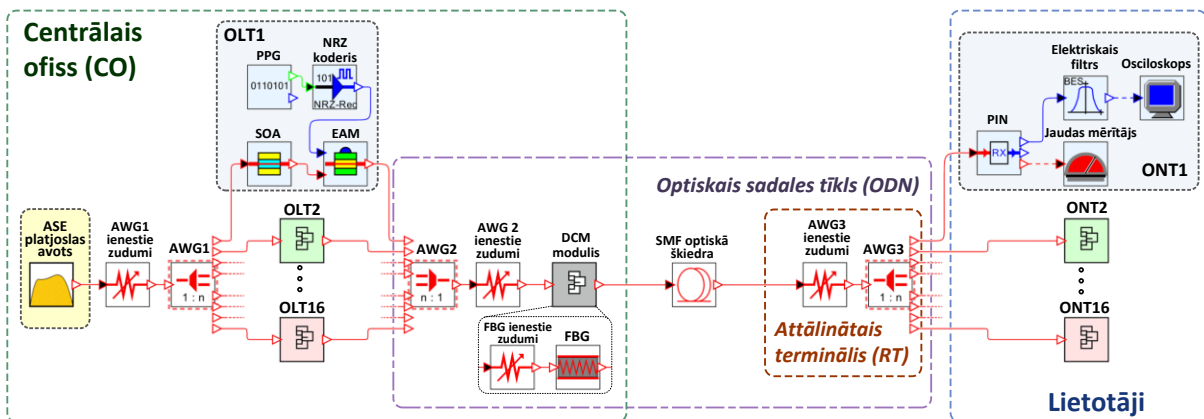 Centrālais
ofiss (CO)
OLT1
PPG
0110101
NRZ
koderis
101
NRZ-Rec
SOA
EAM
ASE
platjoslas
avots
AWG1
ienestie
zudumi
AWG1
1 : n
OLT2
OLT16
AWG2
n : 1
AWG 2
ienestie
zudumi
DCM
modulis
FBG ienestie
zudumi
FBG
Optiskais sadales tīkls (ODN)
SMF optiskā
šķiedra
AWG3
ienestie
zudumi
AWG3
1 : n
Attālinātais
terminālis (RT)
Elektriskais
filtrs
BES
Osciloskops
PIN
RX
Jaudas mērītājs
ONT1
ONT2
ONT16
Lietotāji